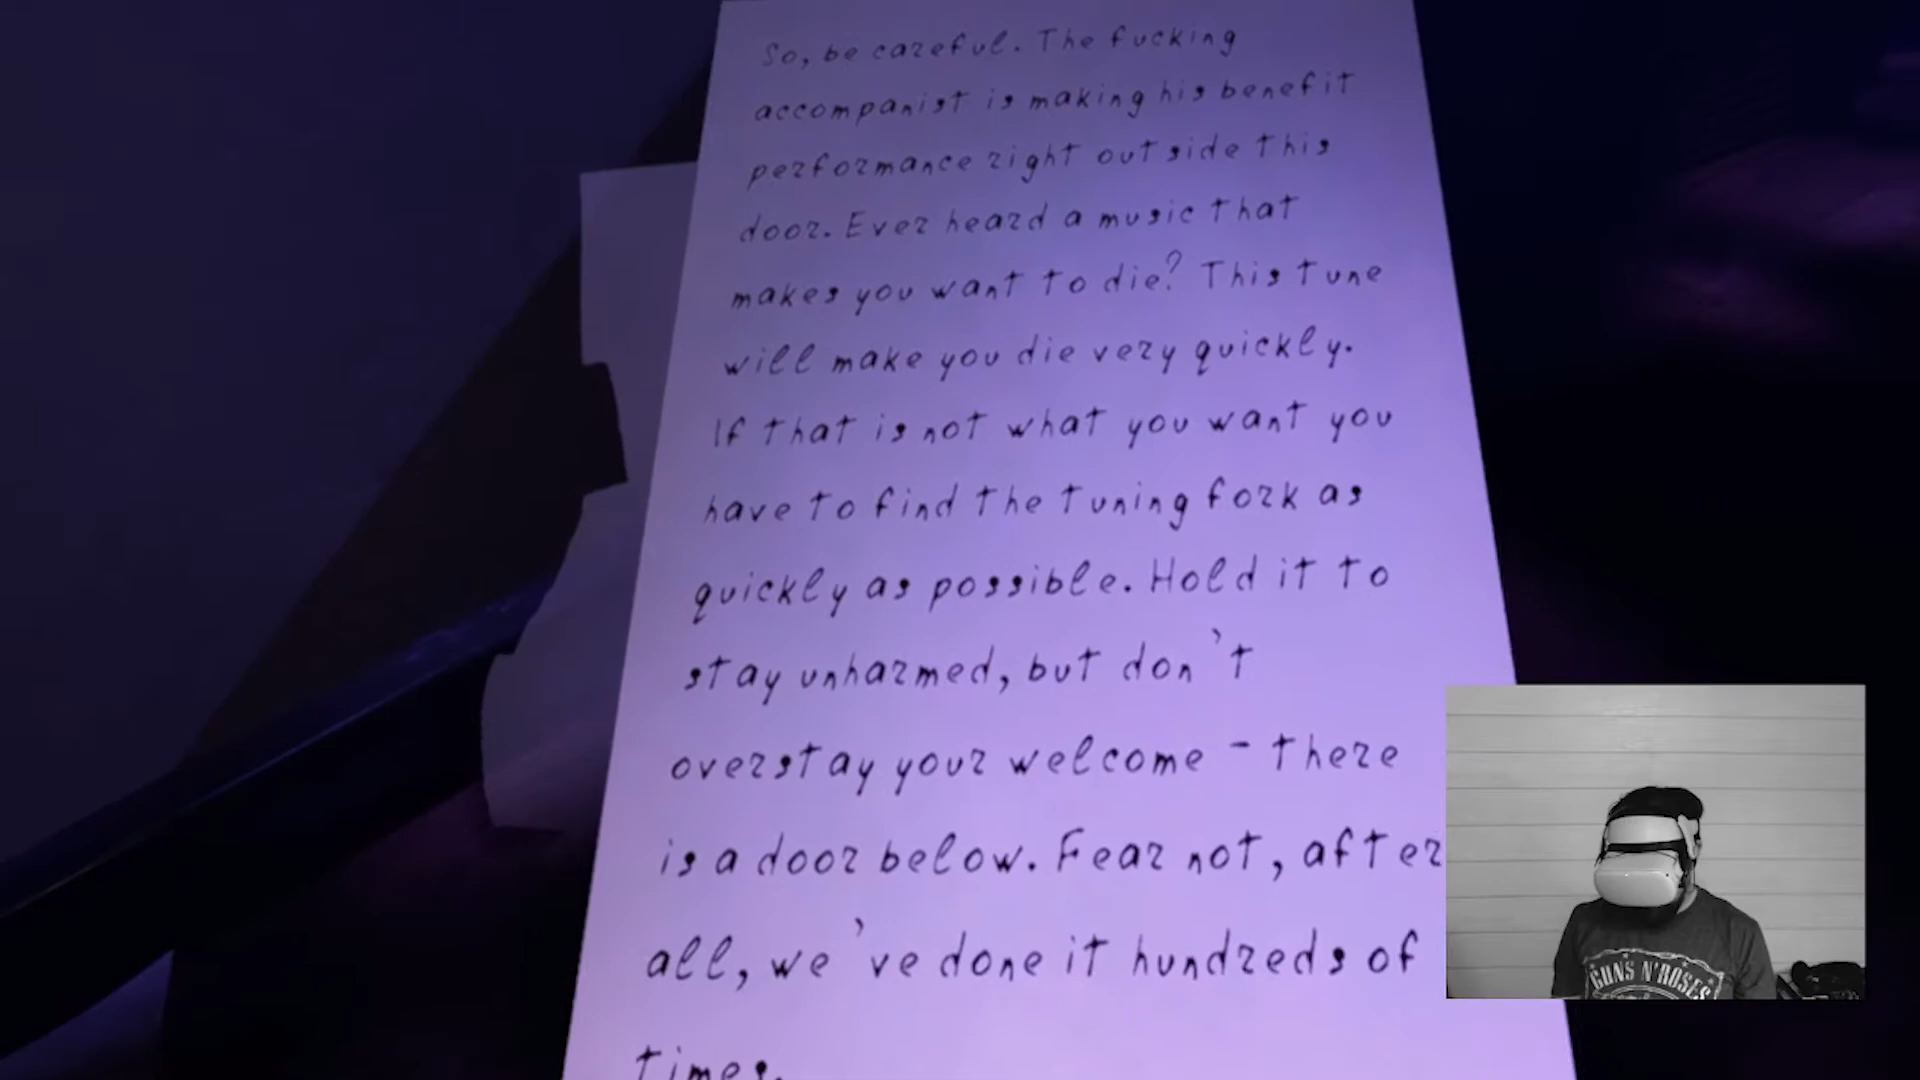 So, be careful. The fucking
accompanist is making his benefit
performance right outside this
door. Ever heard a music that
makes you want to die? This tune
will make you die very quickly.
If that is not what you want you
have to find the tuning fork as
quickly as possible. Hold it to
stay unharmed, but don't
overstay your welcome - there
is a door below. Fear not, after
all, we've done it hundreds of
times.
GUNS N' ROSES